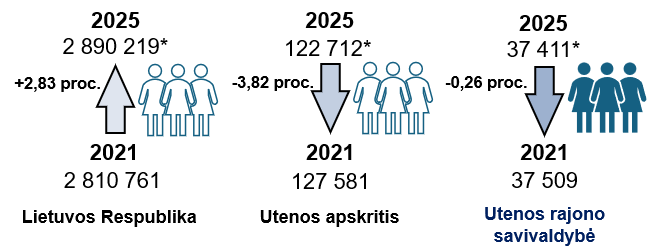 2025
2 890 219*
+2,83 proc.
2021
2 810 761
Lietuvos Respublika
2025
122 712*
-3,82 proc.
2021
127 581
Utenos apskritis
2025
37 411*
-0,26 proc.
2021
37 509
Utenos rajono
savivaldybė